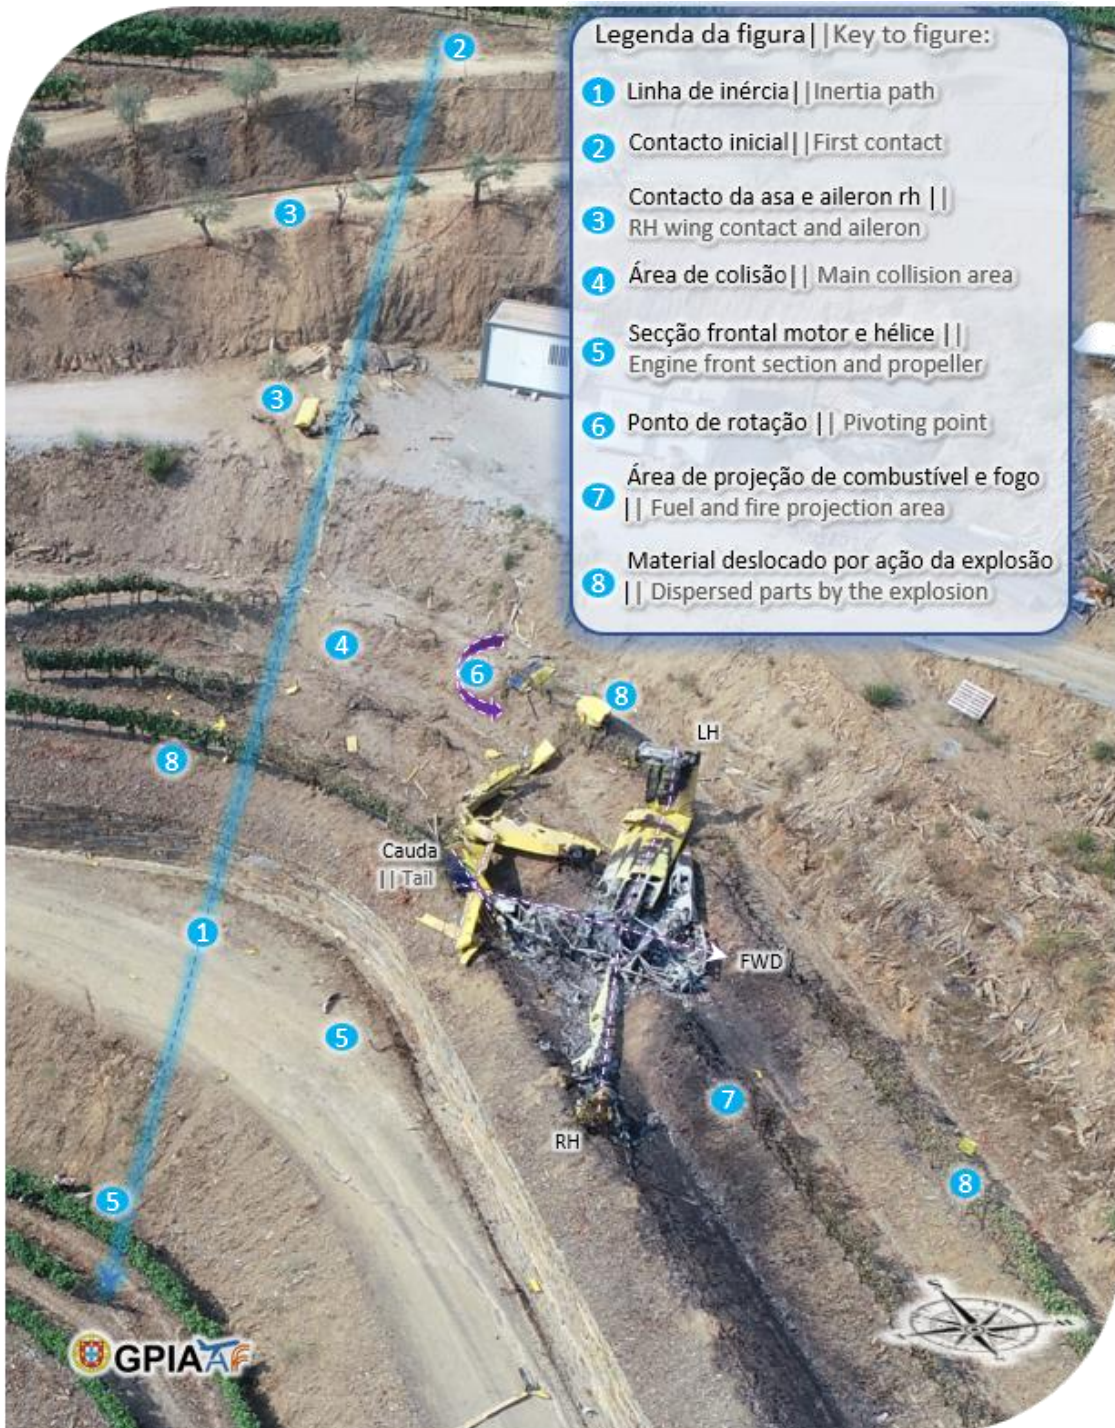 Legenda da figura| |Key to figure:
1 Linha de inércia| |Inertia path
2 Contacto inicial| |First contact
3 Contacto da asa e aileron rh ||
RH wing contact and aileron
4 Área de colisão|| Main collision area
5 Secção frontal motor e hélice ||
Engine front section and propeller
6 Ponto de rotação || Pivoting point
7 Área de projeção de combustível e fogo
|| Fuel and fire projection area
8 Material deslocado por ação da explosão
|| Dispersed parts by the explosion
2
3
3
4
6
8
LH
8
Cauda
|| Tail
1
FWD
5
7
RH
8
5
GPIAAF